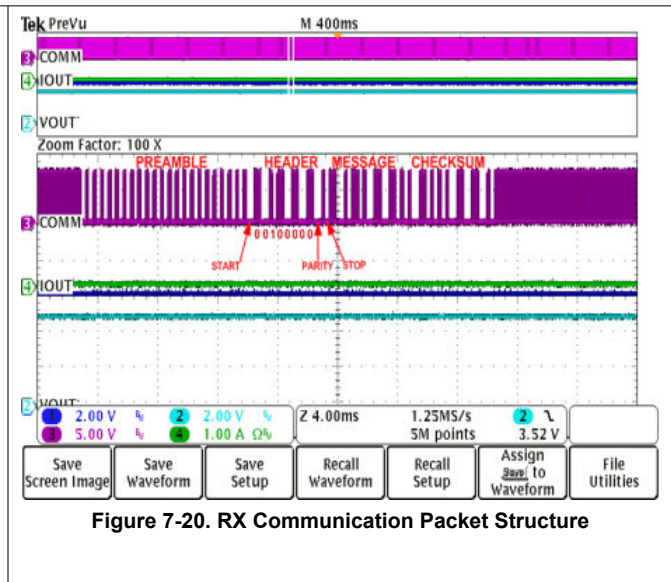 Tek PreVu M 400ms
3 COMM
4 IOUT
2 VOUT
Zoom Factor: 100 X
PREAMBLE HEADER MESSAGE CHECKSUM
3 COMM
00100000
START PARITY STOP
4 IOUT
2 VOUT
1 2.00 V 2 2.00 V Z 4.00ms 1.25MS/s 2
3 5.00 V 4 1.00 A Ω 5M points 3.52 V
Save Screen Image
Save Waveform
Save Setup
Recall Waveform
Recall Setup
Assign Save to Waveform
File Utilities
Figure 7-20. RX Communication Packet Structure